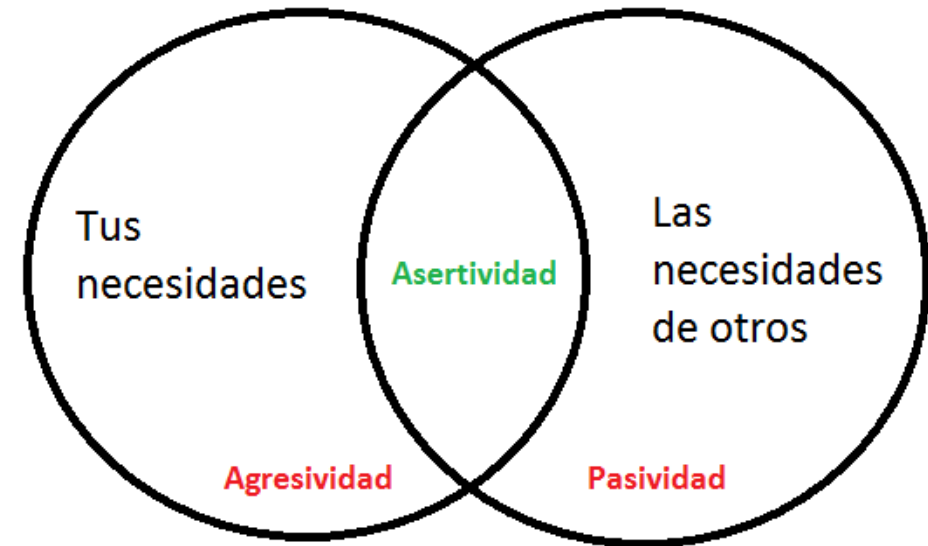 Tus
necesidades
Asertividad
Las
necesidades
de otros
Agresividad
Pasividad